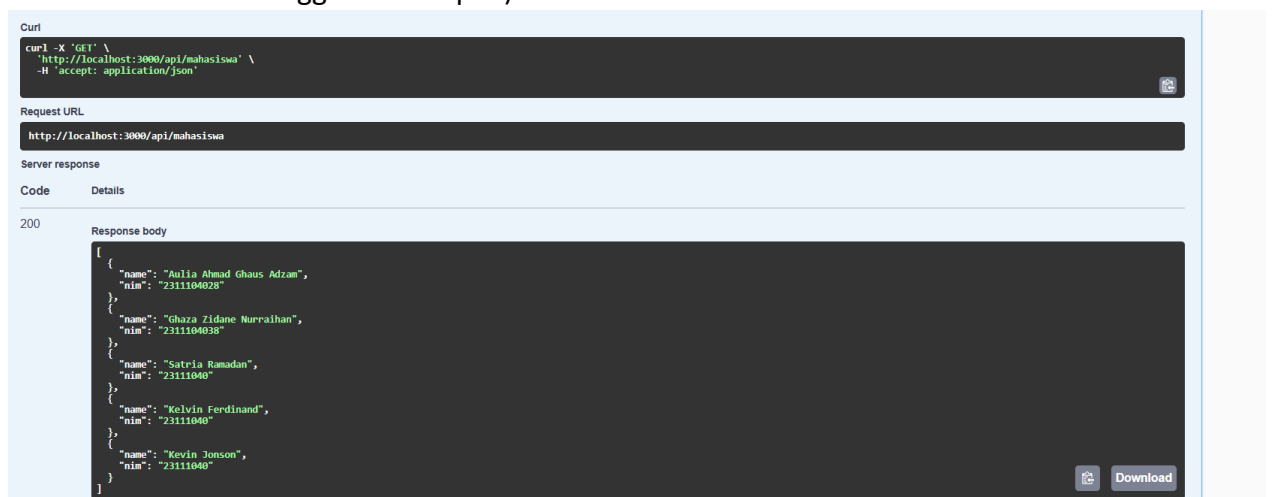 Curl
curl -X 'GET' \
'http://localhost:3000/api/mahasiswa' \
-H 'accept: application/json'
Request URL
http://localhost:3000/api/mahasiswa
Server response
Code Details
200
Response body
[
{
"name": "Aulia Ahmad Ghaus Adzam",
"nim": "2311104028"
},
{
"name": "Ghaza Zidane Nurraihan",
"nim": "2311104038"
},
{
"name": "Satria Ramadan",
"nim": "23111040"
},
{
"name": "Kelvin Ferdinand",
"nim": "23111040"
},
{
"name": "Kevin Jonson",
"nim": "23111040"
}
]
Download